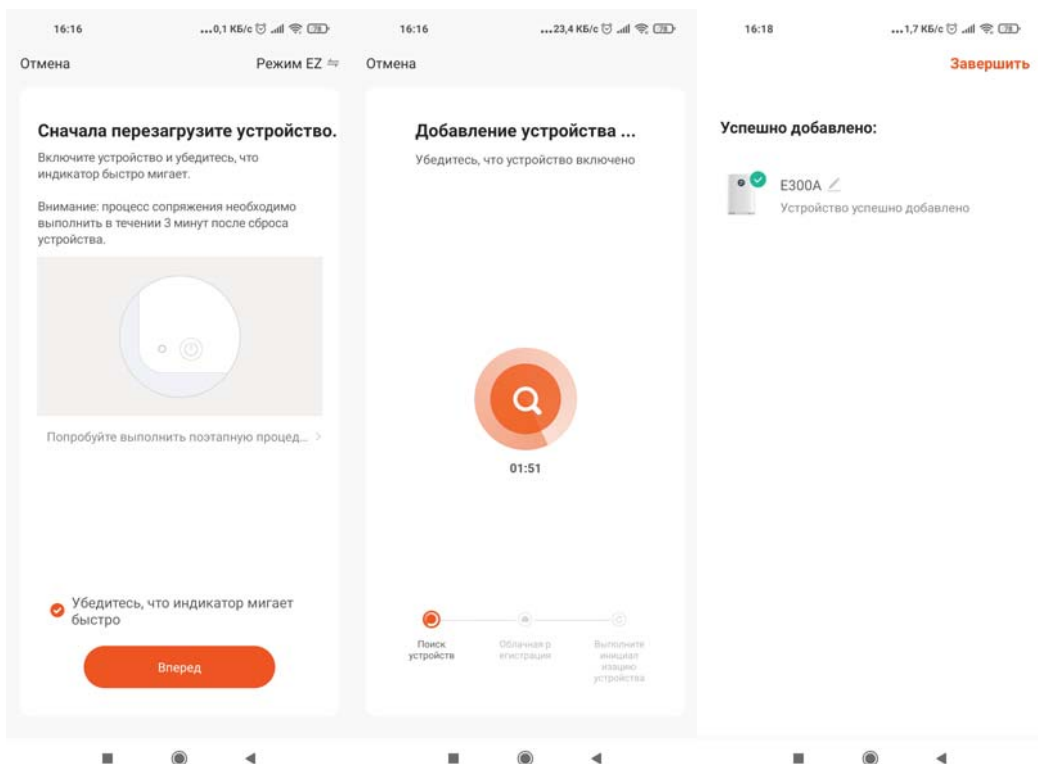 16:16
...0,1 КБ/с
78
Отмена
Режим EZ
Сначала перезагрузите устройство.
Включите устройство и убедитесь, что
индикатор быстро мигает.
Внимание: процесс сопряжения необходимо
выполнить в течении 3 минут после сброса
устройства.
Попробуйте выполнить поэтапную процед...
Убедитесь, что индикатор мигает
быстро
Вперед
16:16
...23,4 КБ/с
78
Отмена
Добавление устройства ...
Убедитесь, что устройство включено
01:51
Поиск
устройств
Облачная р
егистрация
Выполните
инициал
изацию
устройства
16:18
...1,7 КБ/с
78
Завершить
Успешно добавлено:
E300A
Устройство успешно добавлено